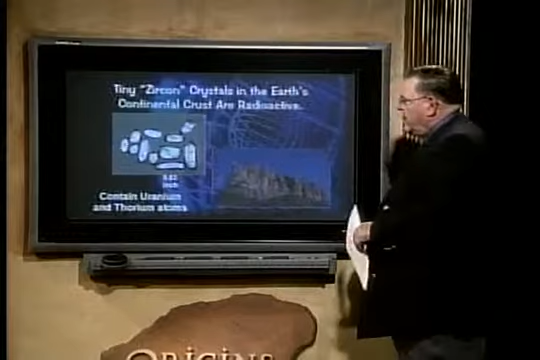 Tiny "Zircon" Crystals in the Earth's
Continental Crust Are Radioactive.
Contain Uranium
and Thorium atoms
ORIGINS